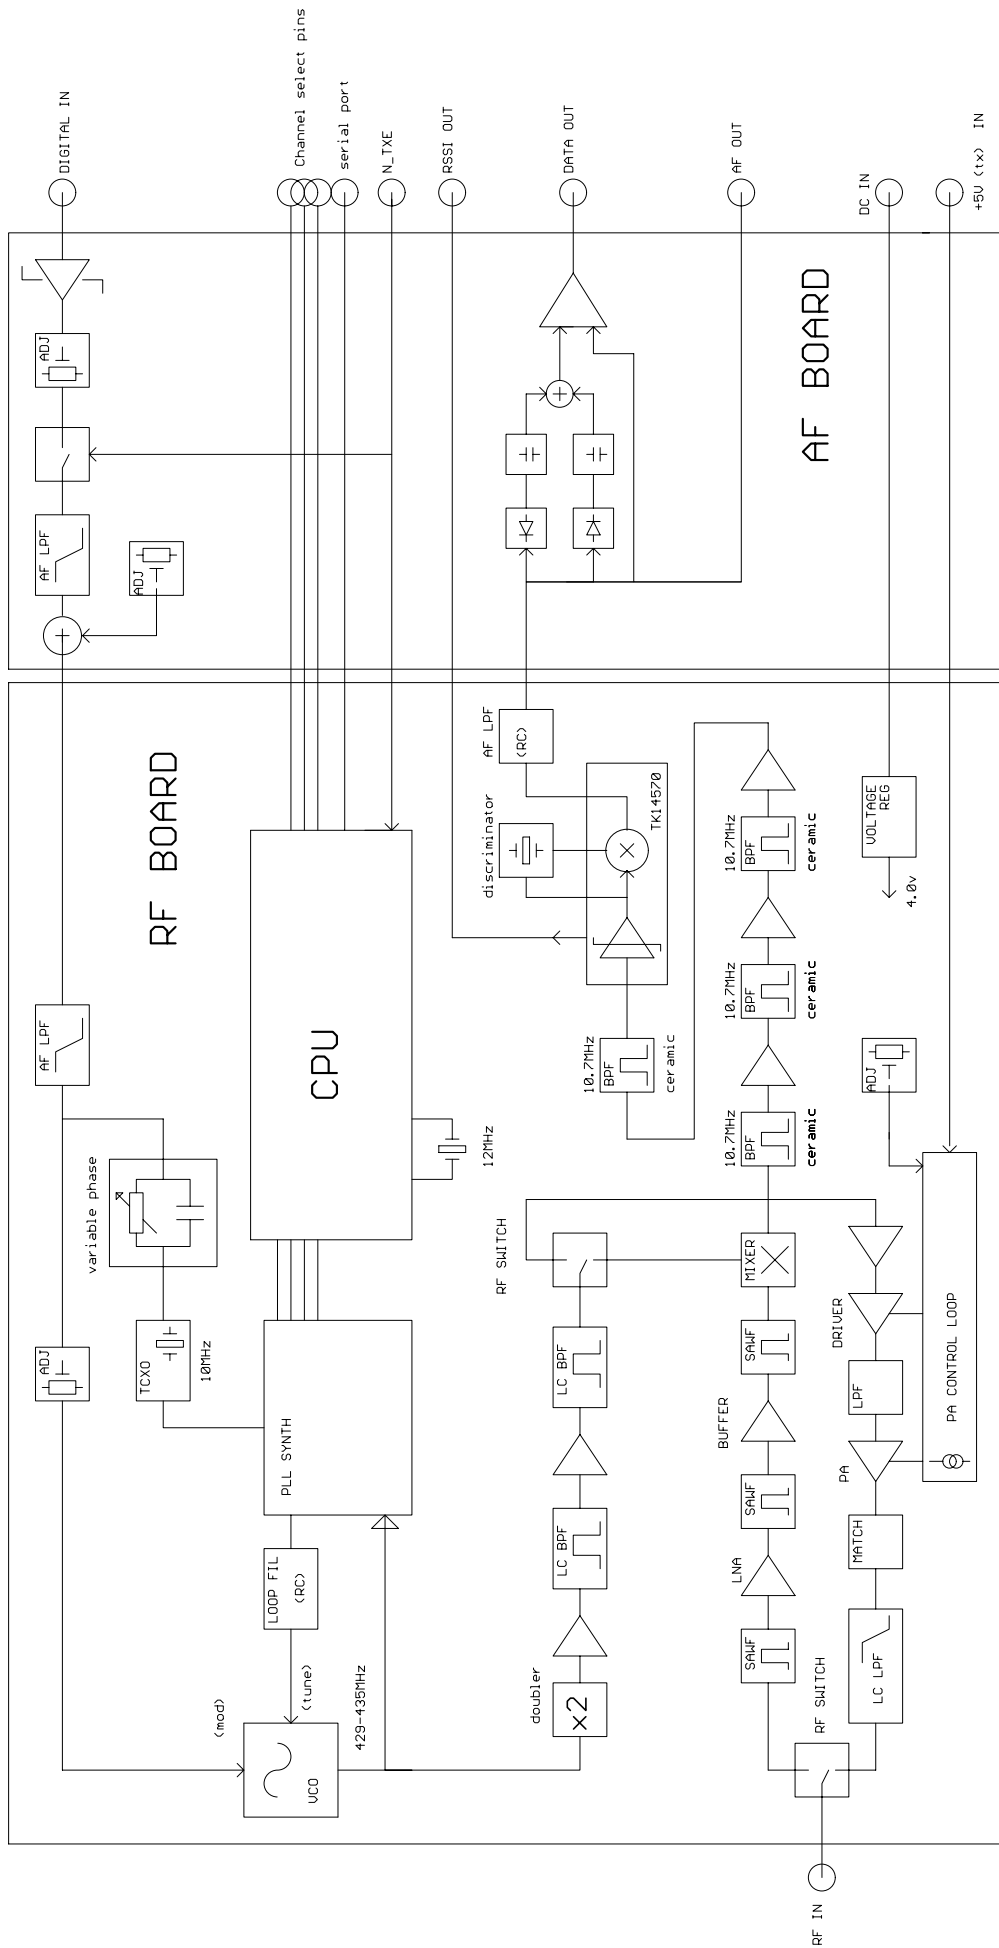 DIGITAL IN
Channel select pins
serial port
N_TXE
RSSI OUT
DATA OUT
AF OUT
DC IN
+5V (tx) IN
ADJ
AF LPF
ADJ
AF BOARD
RF BOARD
AF LPF
variable phase
ADJ
TCXO
10MHz
CPU
12MHz
PLL SYNTH
LOOP FIL
(RC)
(mod)
(tune)
VCO
429-435MHz
AF LPF
(RC)
discriminator
TK14570
10.7MHz
BPF
ceramic
10.7MHz
BPF
ceramic
10.7MHz
BPF
ceramic
10.7MHz
BPF
ceramic
VOLTAGE
REG
4.0v
ADJ
RF SWITCH
LC BPF
LC BPF
doubler
x2
MIXER
SAWF
BUFFER
SAWF
LNA
SAWF
RF SWITCH
DRIVER
LPF
PA
MATCH
LC LPF
PA CONTROL LOOP
RF IN